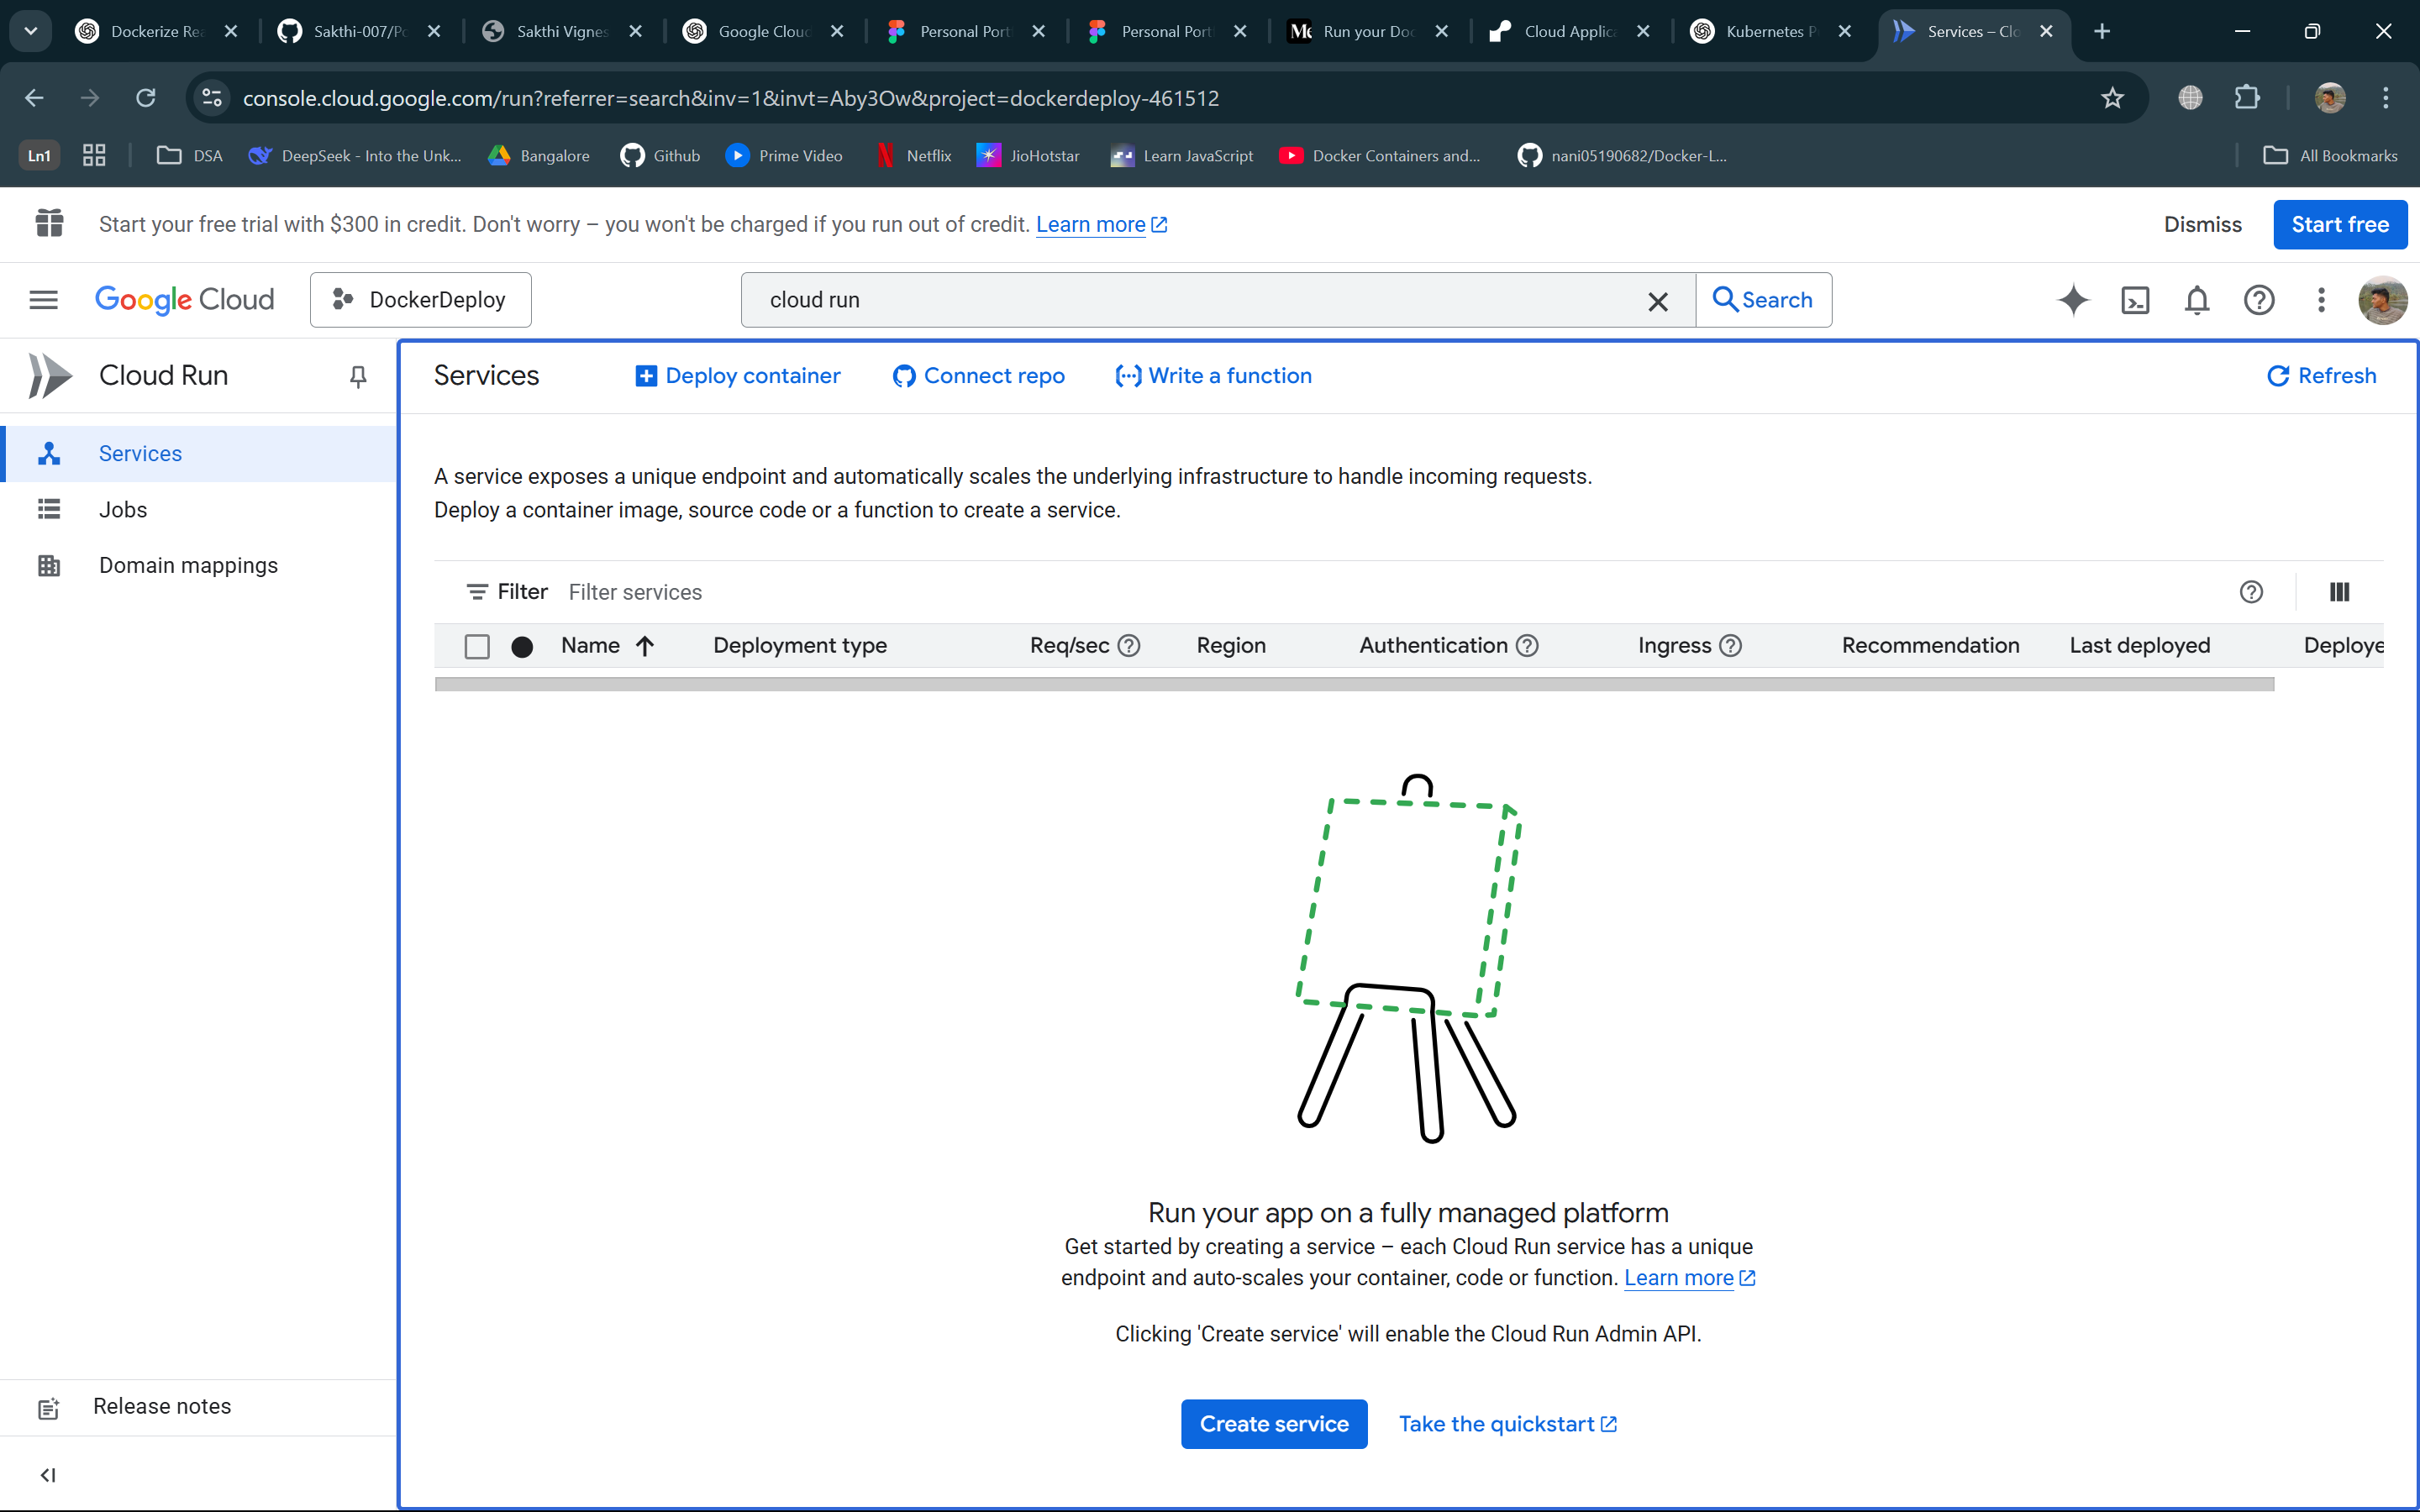 Dockerize Rea
Sakthi-007/Po
Sakthi Vignes
Google Cloud
Personal Port
Personal Port
Run your Doc
Cloud Applica
Kubernetes P
Services – Clo
console.cloud.google.com/run?referrer=search&inv=1&invt=Aby3Ow&project=dockerdeploy-461512
Ln1
DSA
DeepSeek - Into the Unk...
Bangalore
Github
Prime Video
Netflix
JioHotstar
Learn JavaScript
Docker Containers and...
nani05190682/Docker-L...
All Bookmarks
Start your free trial with $300 in credit. Don't worry – you won't be charged if you run out of credit. Learn more
Dismiss
Start free
Google Cloud
DockerDeploy
cloud run
Search
Cloud Run
Services
Deploy container
Connect repo
Write a function
Refresh
Services
Jobs
Domain mappings
A service exposes a unique endpoint and automatically scales the underlying infrastructure to handle incoming requests.
Deploy a container image, source code or a function to create a service.
Filter Filter services
Name Deployment type Req/sec Region Authentication Ingress Recommendation Last deployed Deploye
Run your app on a fully managed platform
Get started by creating a service – each Cloud Run service has a unique
endpoint and auto-scales your container, code or function. Learn more
Clicking 'Create service' will enable the Cloud Run Admin API.
Create service
Take the quickstart
Release notes